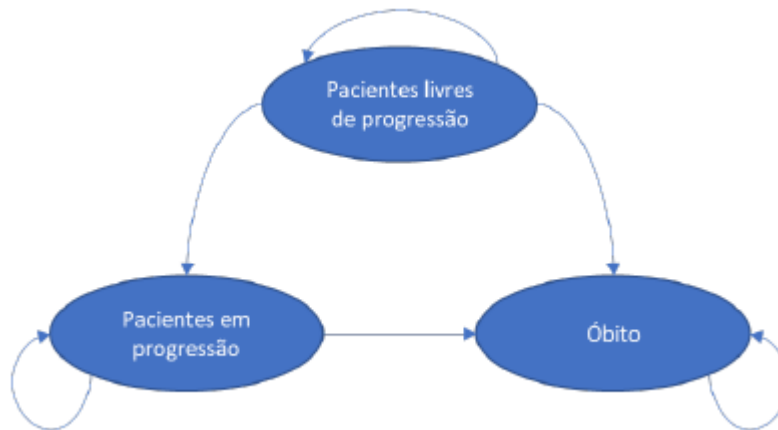 Pacientes livres
de progressão
Pacientes em
progressão
Óbito